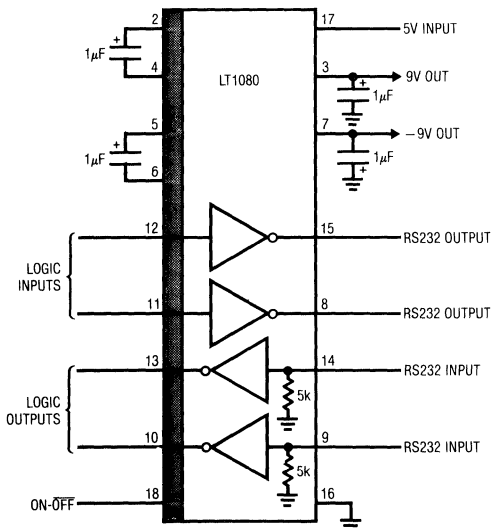 2
17
5V INPUT
+
1μF
4
LT1080
3
9V OUT
+
1μF
5
7
−9V OUT
+
1μF
6
1μF
+
12
15
RS232 OUTPUT
LOGIC
INPUTS
11
8
RS232 OUTPUT
13
14
RS232 INPUT
5k
LOGIC
OUTPUTS
10
9
RS232 INPUT
5k
ON-OFF
18
16